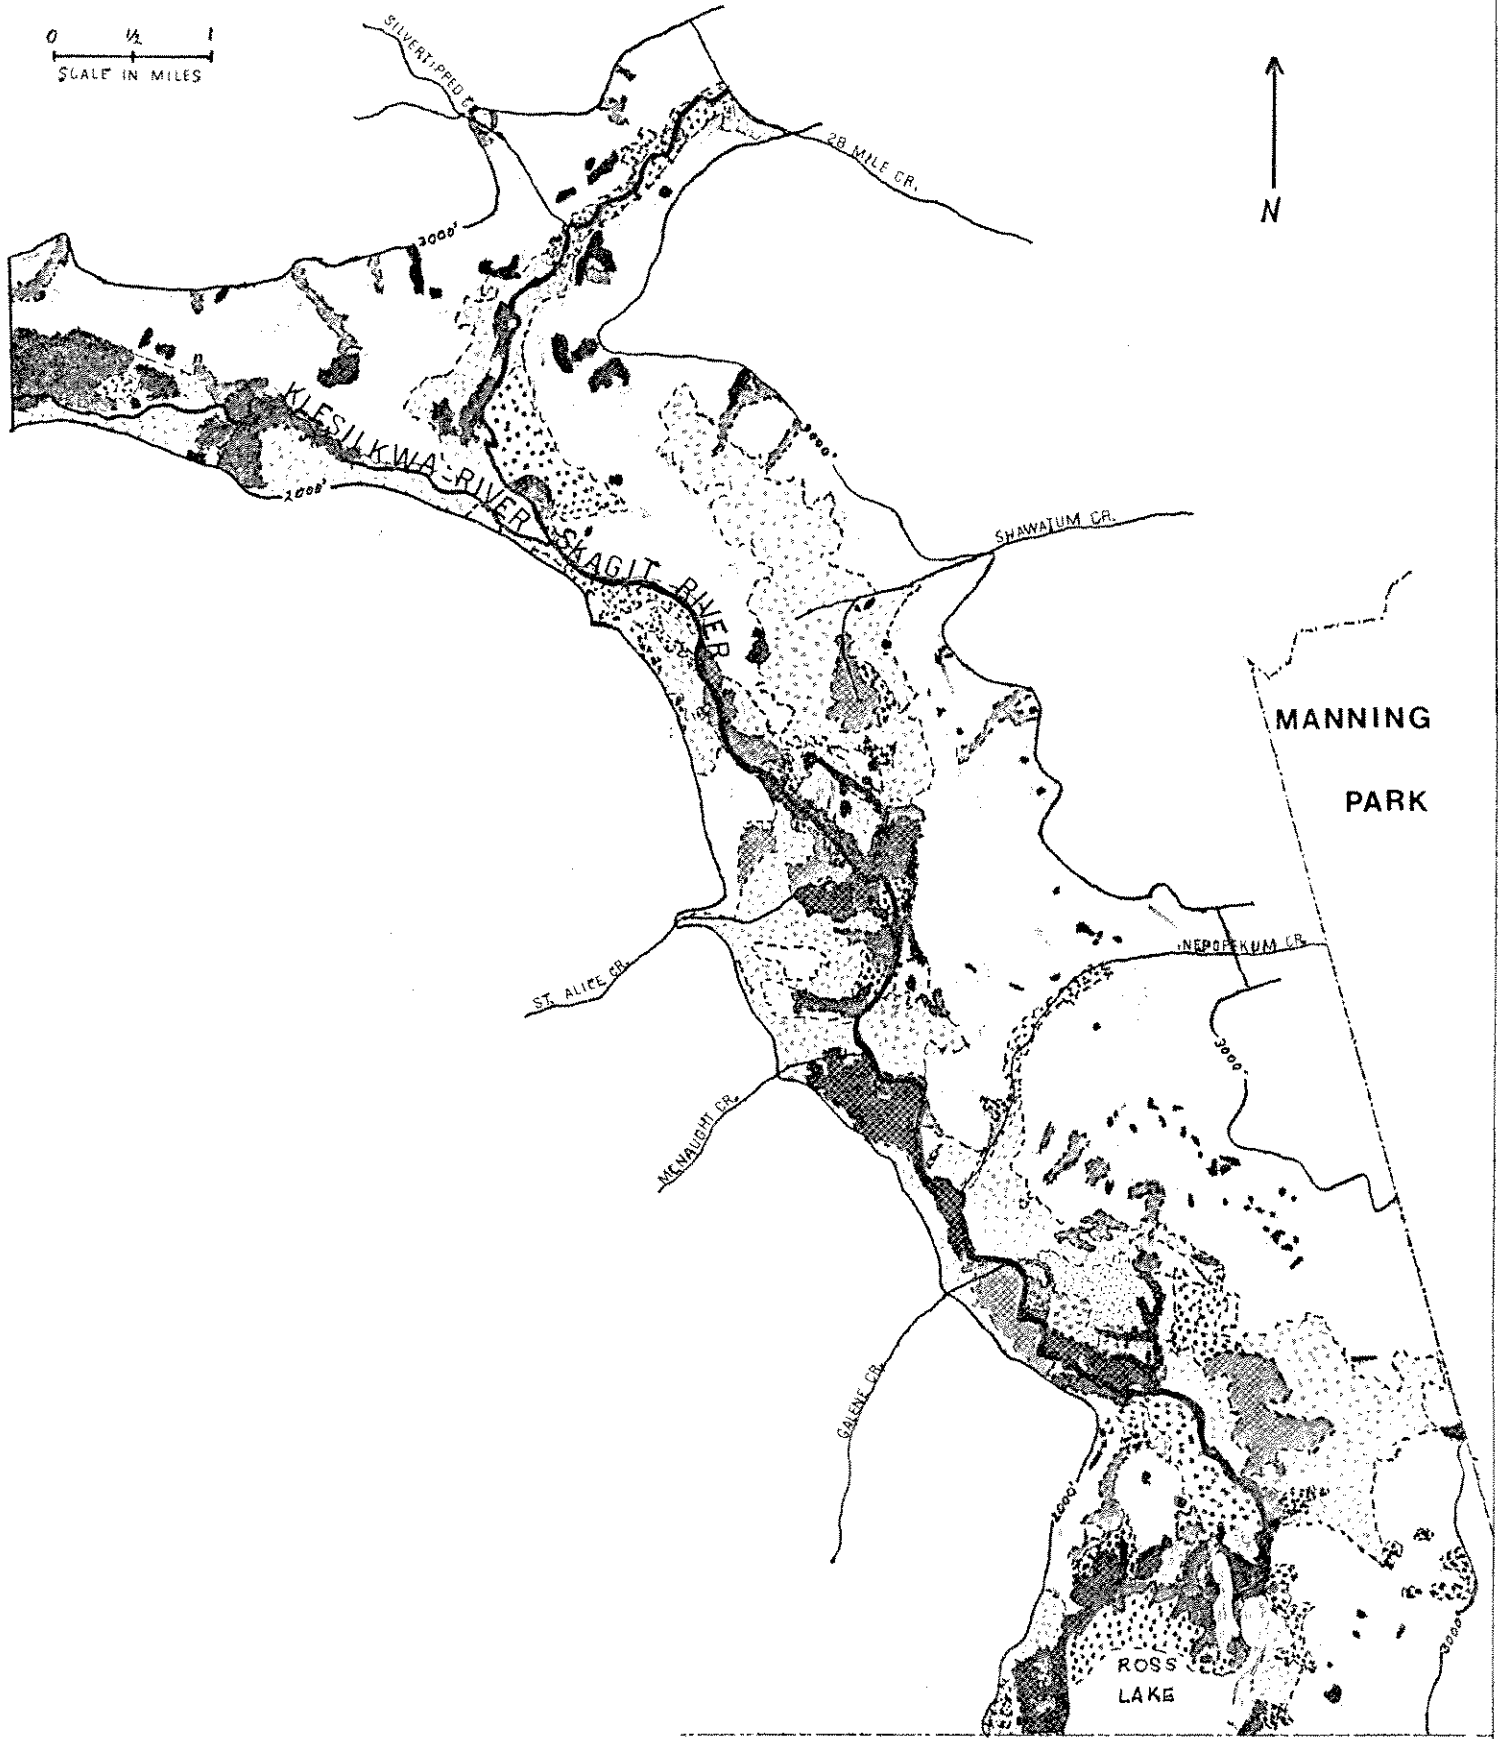 0 ½ 1
SCALE IN MILES
SILVERTIPPED CR.
28 MILE CR.
N
3000'
KLESILKWA RIVER
2000'
3000'
SKAGIT RIVER
SHAWATUM CR.
MANNING
PARK
NEPOPEKUM CR.
ST. ALICE CR.
3000'
MCNAUGHT CR.
GALENE CR.
2000'
3000'
ROSS
LAKE